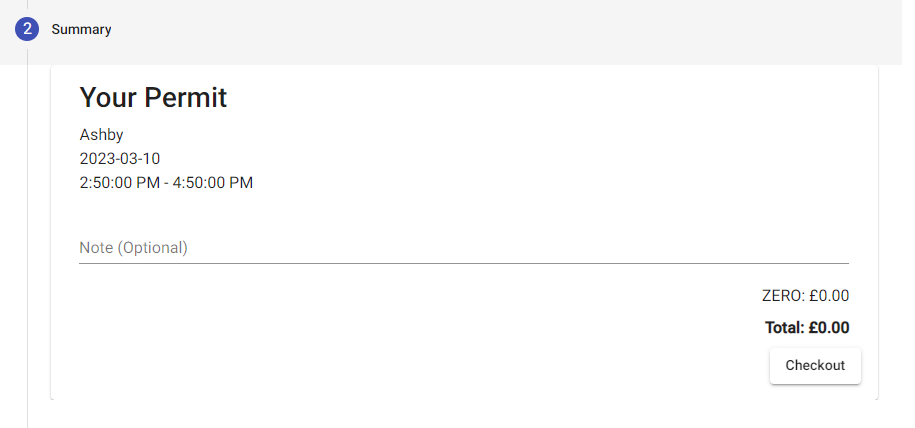 2 Summary
Your Permit
Ashby
2023-03-10
2:50:00 PM - 4:50:00 PM
Note (Optional)
ZERO: £0.00
Total: £0.00
Checkout